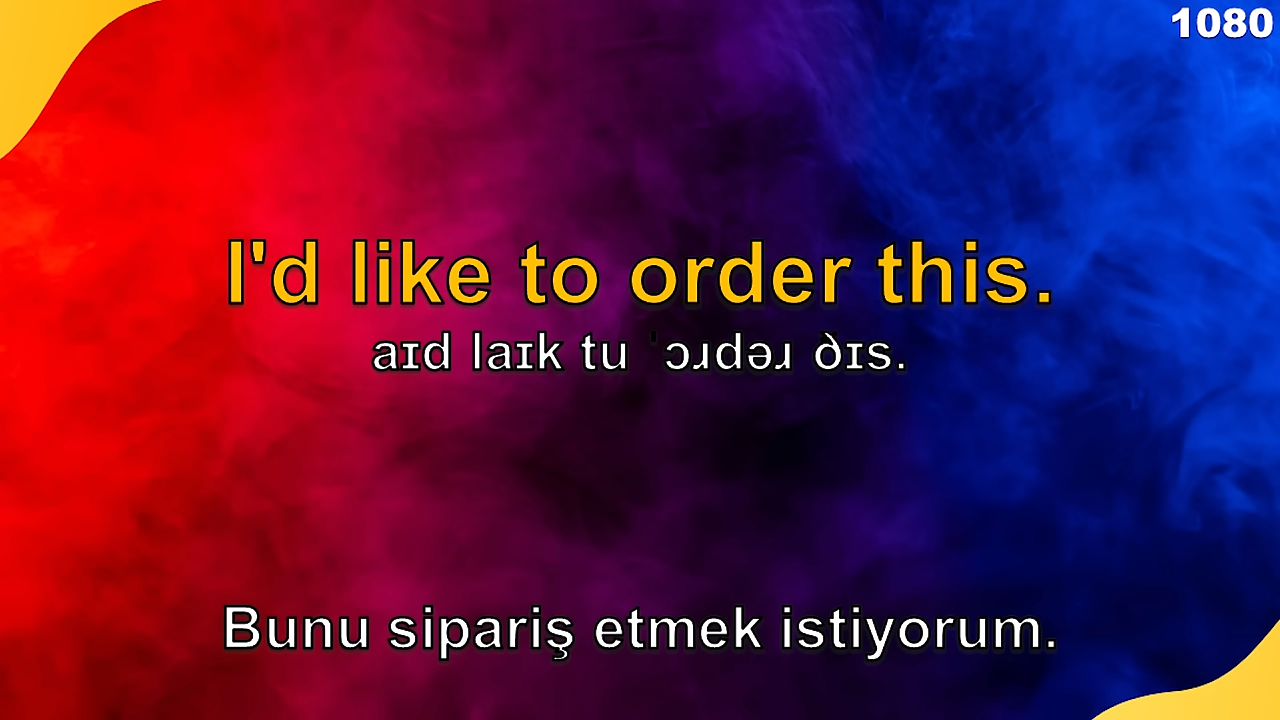 1080
I'd like to order this.
aɪd laɪk tu ˈɔɹdəɹ ðɪs.
Bunu sipariş etmek istiyorum.